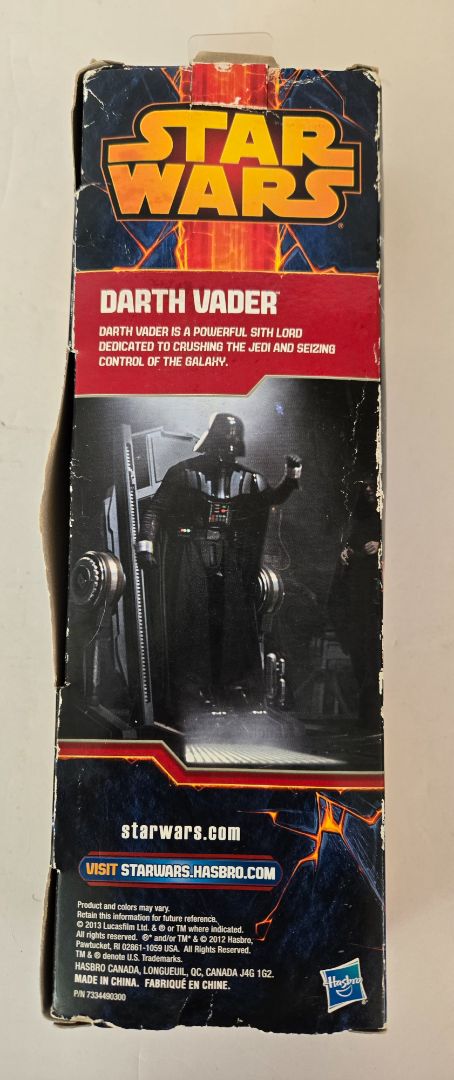 STAR
WARS®
DARTH VADER™
DARTH VADER IS A POWERFUL SITH LORD
DEDICATED TO CRUSHING THE JEDI AND SEIZING
CONTROL OF THE GALAXY.
starwars.com
VISIT STARWARS.HASBRO.COM
Product and colors may vary.
Retain this information for future reference.
© 2013 Lucasfilm Ltd. & ® or TM where indicated.
All rights reserved. ®* and/or TM* & © 2012 Hasbro,
Pawtucket, RI 02861-1059 USA. All Rights Reserved.
TM & ® denote U.S. Trademarks.
HASBRO CANADA, LONGUEUIL, QC, CANADA J4G 1G2.
MADE IN CHINA. FABRIQUÉ EN CHINE.
P/N 7334490300
Hasbro